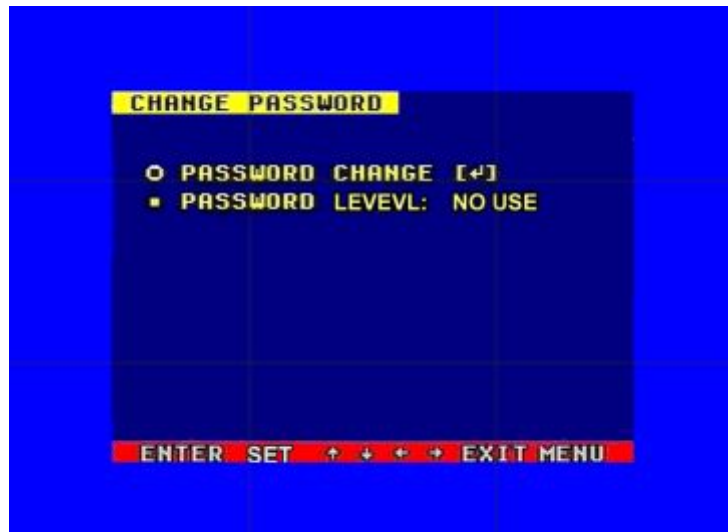 CHANGE PASSWORD
PASSWORD CHANGE [↵]
PASSWORD LEVEVL: NO USE
ENTER SET ↑ ↓ ← → EXIT MENU